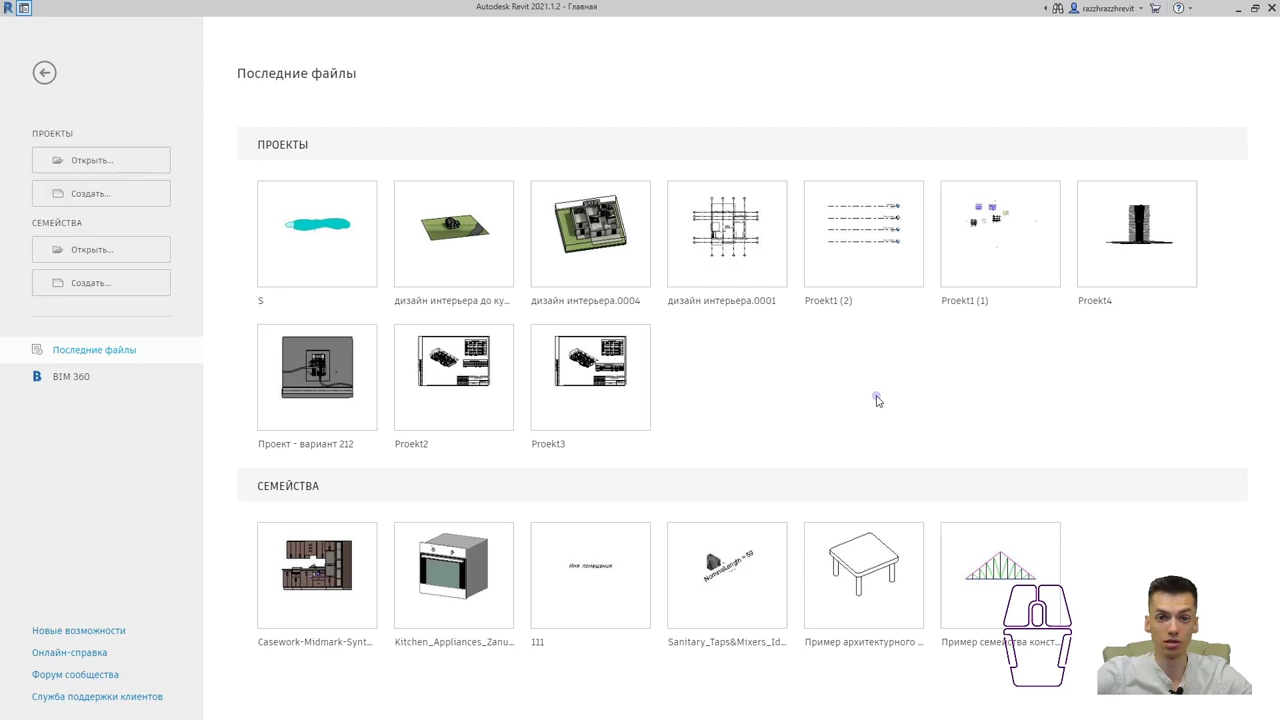 Autodesk Revit 2021.1.2 - Главная
razzhrazzhrevit
Последние файлы
ПРОЕКТЫ
Открыть...
Создать...
СЕМЕЙСТВА
Открыть...
Создать...
Последние файлы
BIM 360
Новые возможности
Онлайн-справка
Форум сообщества
Служба поддержки клиентов
ПРОЕКТЫ
S
дизайн интерьера до ку...
дизайн интерьера.0004
дизайн интерьера.0001
Proekt1 (2)
Proekt1 (1)
Proekt4
Проект - вариант 212
Proekt2
Proekt3
СЕМЕЙСТВА
Имя помещения
NominalLength = 59
Casework-Midmark-Synt...
Kitchen_Appliances_Zanu...
111
Sanitary_Taps&Mixers_Id...
Пример архитектурного ...
Пример семейства конст...